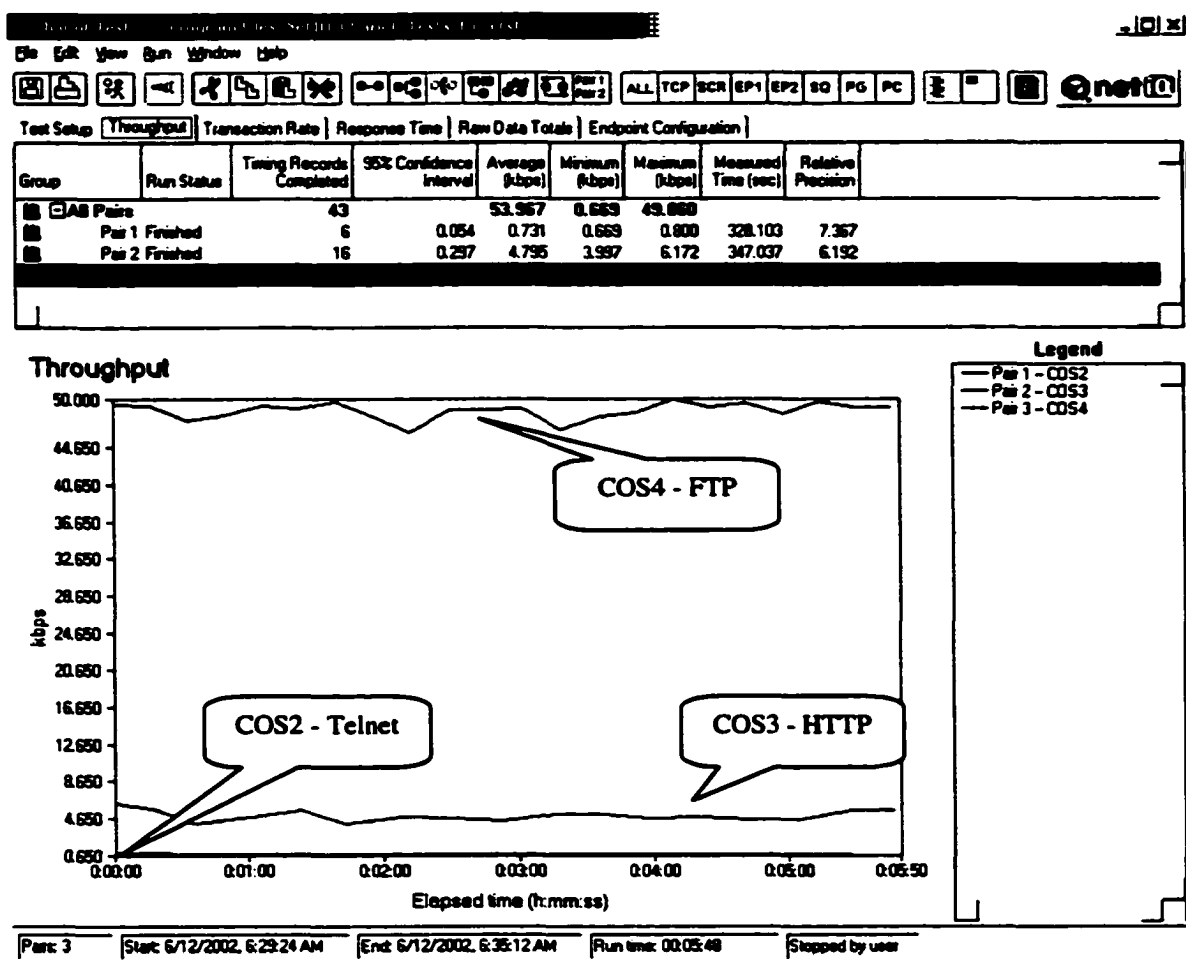 File Edit View Run Window Help
Pair 1
Pair 2
ALL TCP SCR EP1 EP2 SQ PG PC
netiQ
Test Setup Throughput Transaction Rate Response Time Raw Data Totals Endpoint Configuration
Group Run Status Timing Records Completed 95% Confidence Interval Average (kbps) Minimum (kbps) Maximum (kbps) Measured Time (sec) Relative Precision
All Pairs 43 53.967 0.669 49.860
Pair 1 Finished 6 0.054 0.731 0.669 0.800 328.103 7.367
Pair 2 Finished 16 0.297 4.795 3.997 6.172 347.037 6.192
Throughput
Legend
Pair 1 - COS2
Pair 2 - COS3
Pair 3 - COS4
50.000
44.650
40.650
36.650
32.650
28.650
24.650
20.650
16.650
12.650
8.650
4.650
0.650
kbps
COS4 - FTP
COS2 - Telnet
COS3 - HTTP
0:00:00 0:01:00 0:02:00 0:03:00 0:04:00 0:05:00 0:05:50
Elapsed time (h:mm:ss)
Pairs: 3 Start: 6/12/2002, 6:29:24 AM End: 6/12/2002, 6:35:12 AM Run time: 00:05:48 Stopped by user